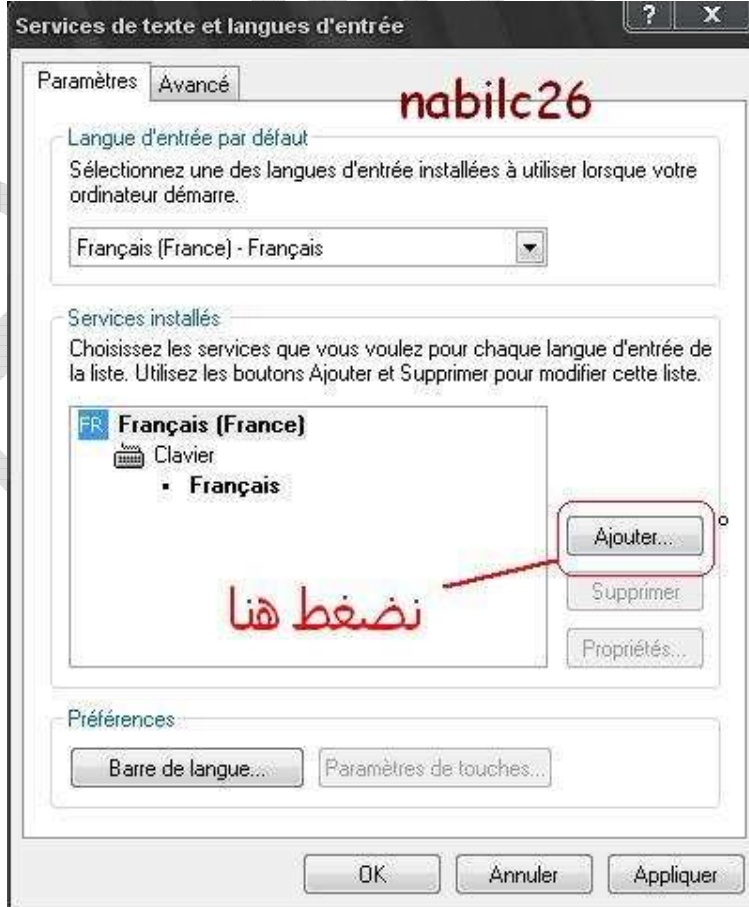 Services de texte et langues d'entrée
? X
Paramètres Avancé
nabilc26
Langue d'entrée par défaut
Sélectionnez une des langues d'entrée installées à utiliser lorsque votre
ordinateur démarre.
Français (France) - Français
Services installés
Choisissez les services que vous voulez pour chaque langue d'entrée de
la liste. Utilisez les boutons Ajouter et Supprimer pour modifier cette liste.
FR Français (France)
Clavier
• Français
Ajouter...
نضغط هنا
Supprimer
Propriétés...
Préférences
Barre de langue... Paramètres de touches...
OK Annuler Appliquer